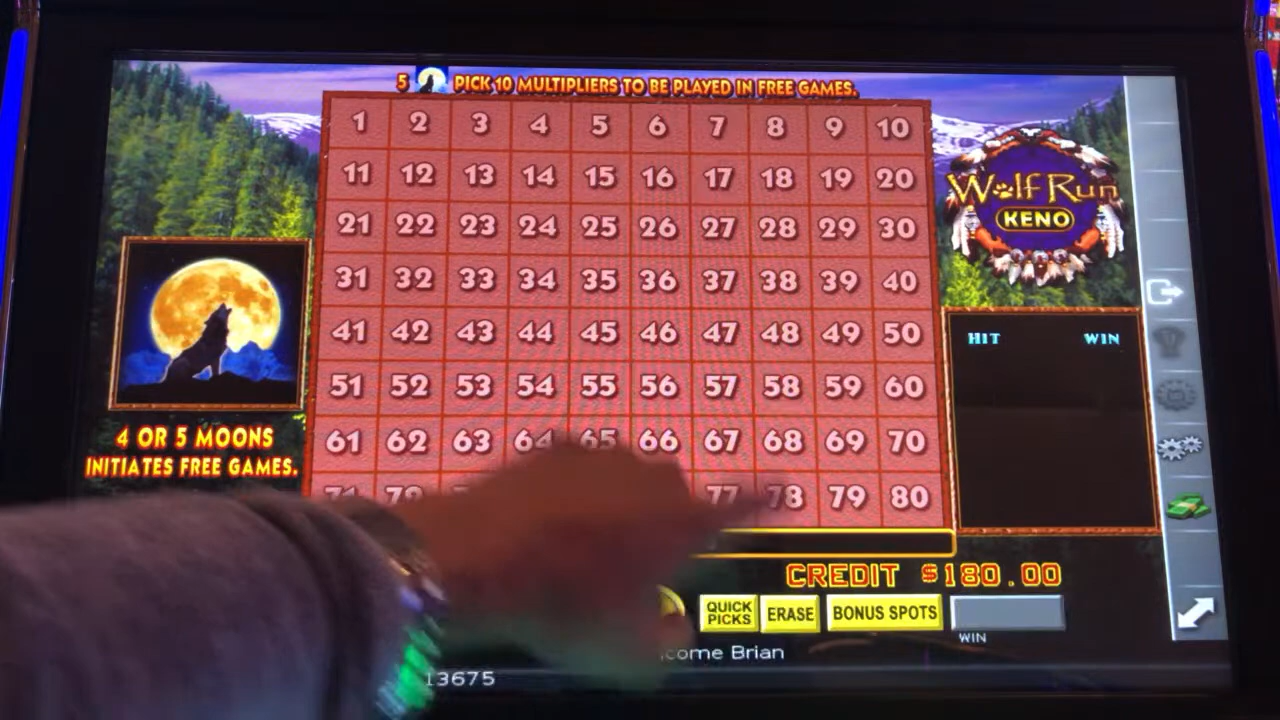 5 PICK 10 MULTIPLIERS TO BE PLAYED IN FREE GAMES.
1 2 3 4 5 6 7 8 9 10
11 12 13 14 15 16 17 18 19 20
21 22 23 24 25 26 27 28 29 30
31 32 33 34 35 36 37 38 39 40
41 42 43 44 45 46 47 48 49 50
51 52 53 54 55 56 57 58 59 60
61 62 63 64 65 66 67 68 69 70
71 72 77 78 79 80
Wolf Run
KENO
HIT WIN
4 OR 5 MOONS
INITIATES FREE GAMES.
CREDIT $180.00
QUICK
PICKS
ERASE
BONUS SPOTS
WIN
come Brian
13675